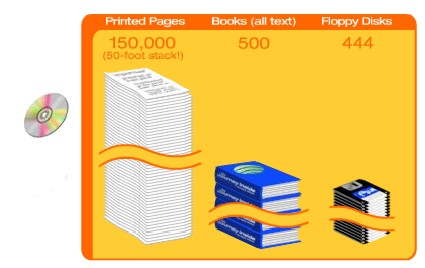 Printed Pages Books (all text) Floppy Disks
150,000 500 444
(50-foot stack!)